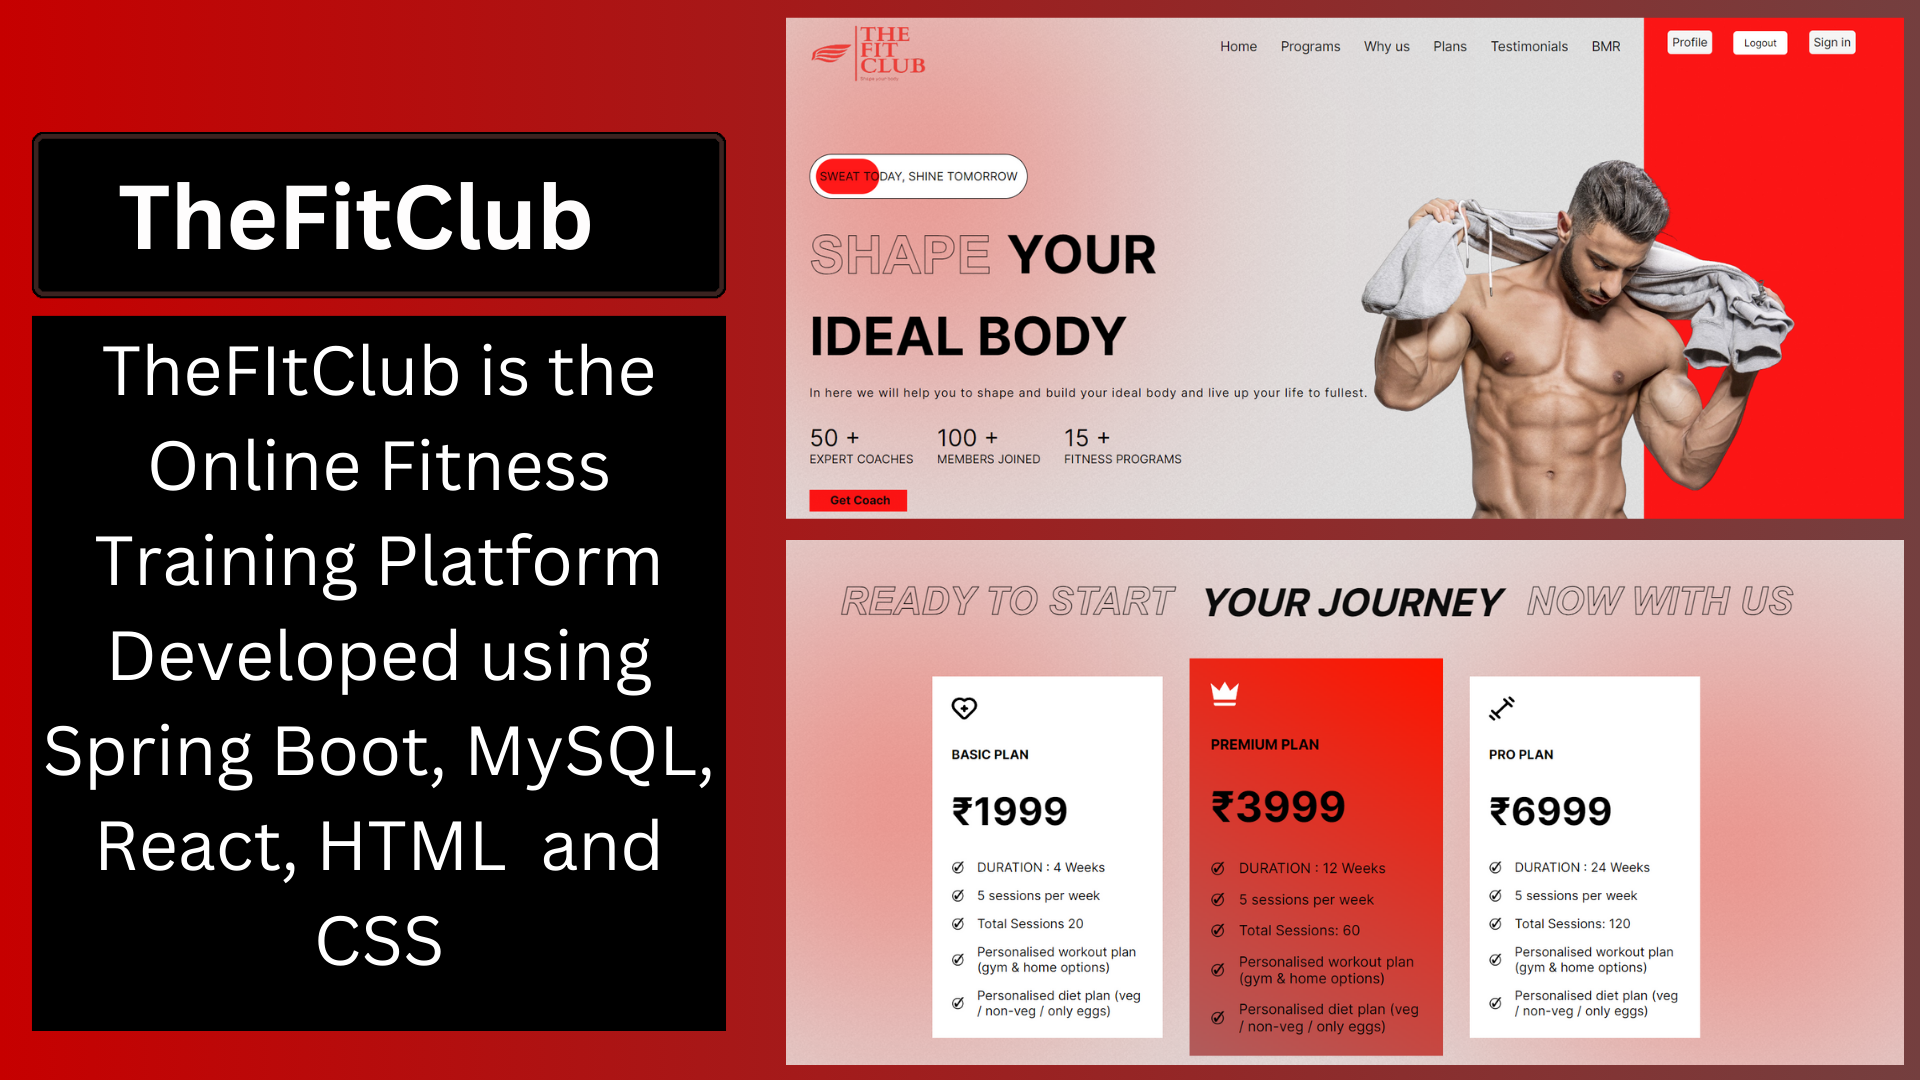 TheFitClub
TheFItClub is the
Online Fitness
Training Platform
Developed using
Spring Boot, MySQL,
React, HTML and
CSS
THE
FIT
CLUB
Shape your body
Home Programs Why us Plans Testimonials BMR Profile Logout Sign in
SWEAT TODAY, SHINE TOMORROW
SHAPE YOUR
IDEAL BODY
In here we will help you to shape and build your ideal body and live up your life to fullest.
50 + 100 + 15 +
EXPERT COACHES MEMBERS JOINED FITNESS PROGRAMS
Get Coach
READY TO START YOUR JOURNEY NOW WITH US
BASIC PLAN
₹1999
DURATION : 4 Weeks
5 sessions per week
Total Sessions 20
Personalised workout plan
(gym & home options)
Personalised diet plan (veg
/ non-veg / only eggs)
PREMIUM PLAN
₹3999
DURATION : 12 Weeks
5 sessions per week
Total Sessions: 60
Personalised workout plan
(gym & home options)
Personalised diet plan (veg
/ non-veg / only eggs)
PRO PLAN
₹6999
DURATION : 24 Weeks
5 sessions per week
Total Sessions: 120
Personalised workout plan
(gym & home options)
Personalised diet plan (veg
/ non-veg / only eggs)